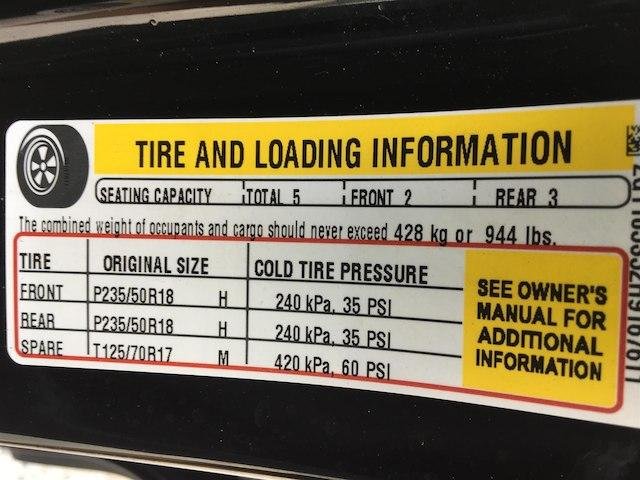 TIRE AND LOADING INFORMATION
SEATING CAPACITY TOTAL 5 FRONT 2 REAR 3
The combined weight of occupants and cargo should never exceed 428 kg or 944 lbs.
TIRE ORIGINAL SIZE COLD TIRE PRESSURE
FRONT P235/50R18 H 240 kPa, 35 PSI
REAR P235/50R18 H 240 kPa, 35 PSI
SPARE T125/70R17 M 420 kPa, 60 PSI
SEE OWNER'S
MANUAL FOR
ADDITIONAL
INFORMATION